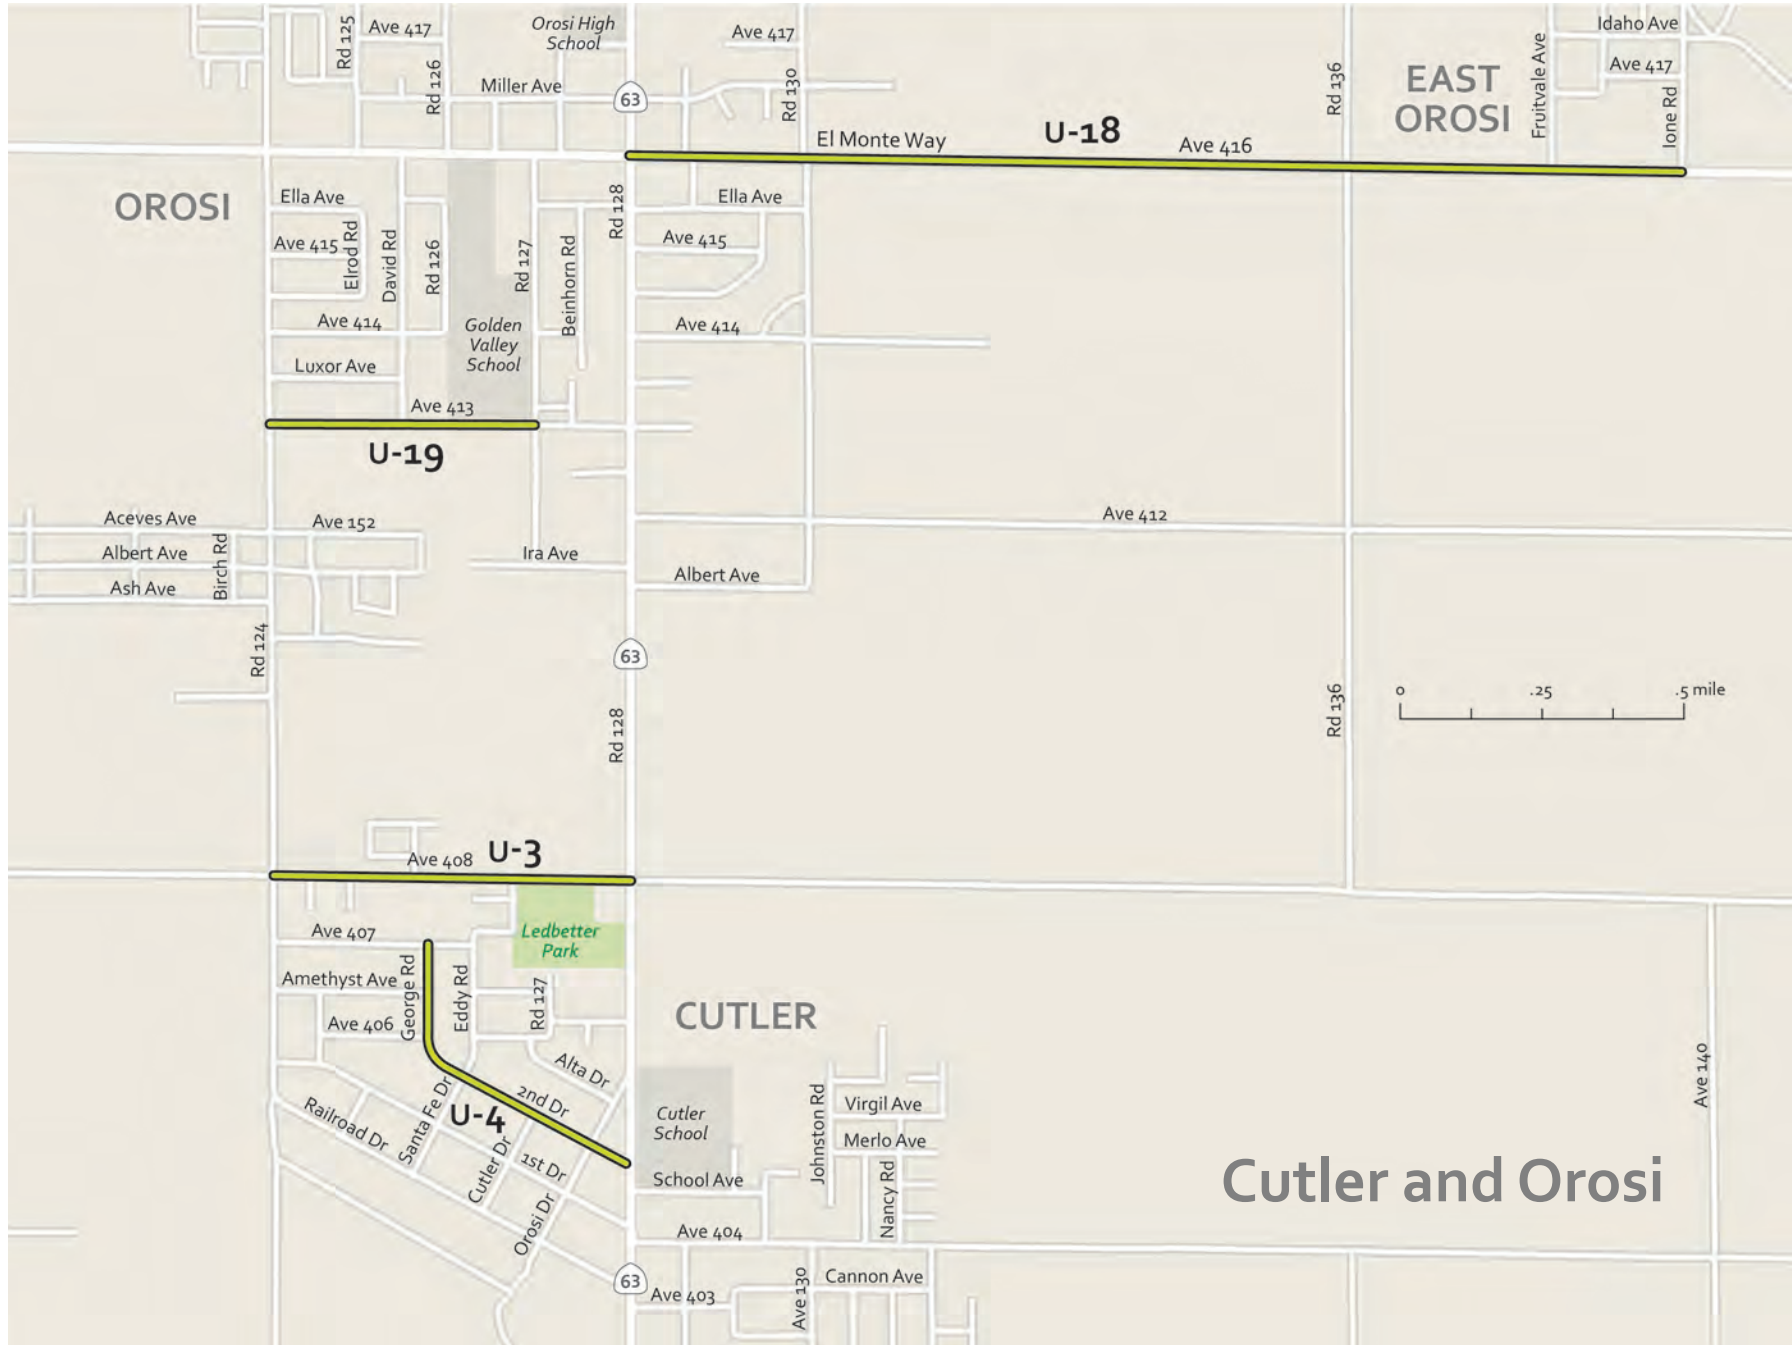 Rd 125
Ave 417
Orosi High
School
Ave 417
Idaho Ave
Rd 126
Miller Ave
63
Rd 130
Rd 136
EAST
OROSI
Fruitvale Ave
Ave 417
Ione Rd
El Monte Way
U-18
Ave 416
OROSI
Ella Ave
Ave 415
Elrod Rd
David Rd
Rd 126
Rd 127
Beinhorn Rd
Rd 128
Ella Ave
Ave 415
Ave 414
Golden
Valley
School
Ave 414
Luxor Ave
Ave 413
U-19
Aceves Ave
Ave 152
Ave 412
Albert Ave
Birch Rd
Ira Ave
Albert Ave
Ash Ave
Rd 124
63
Rd 128
Rd 136
0 .25 .5 mile
Ave 408
U-3
Ave 407
Ledbetter
Park
Amethyst Ave
George Rd
Eddy Rd
Rd 127
CUTLER
Ave 406
Alta Dr
2nd Dr
Santa Fe Dr
U-4
Railroad Dr
Cutler Dr
1st Dr
Orosi Dr
Cutler
School
School Ave
Johnston Rd
Virgil Ave
Merlo Ave
Nancy Rd
Ave 140
Cutler and Orosi
Ave 404
63
Ave 403
Ave 130
Cannon Ave